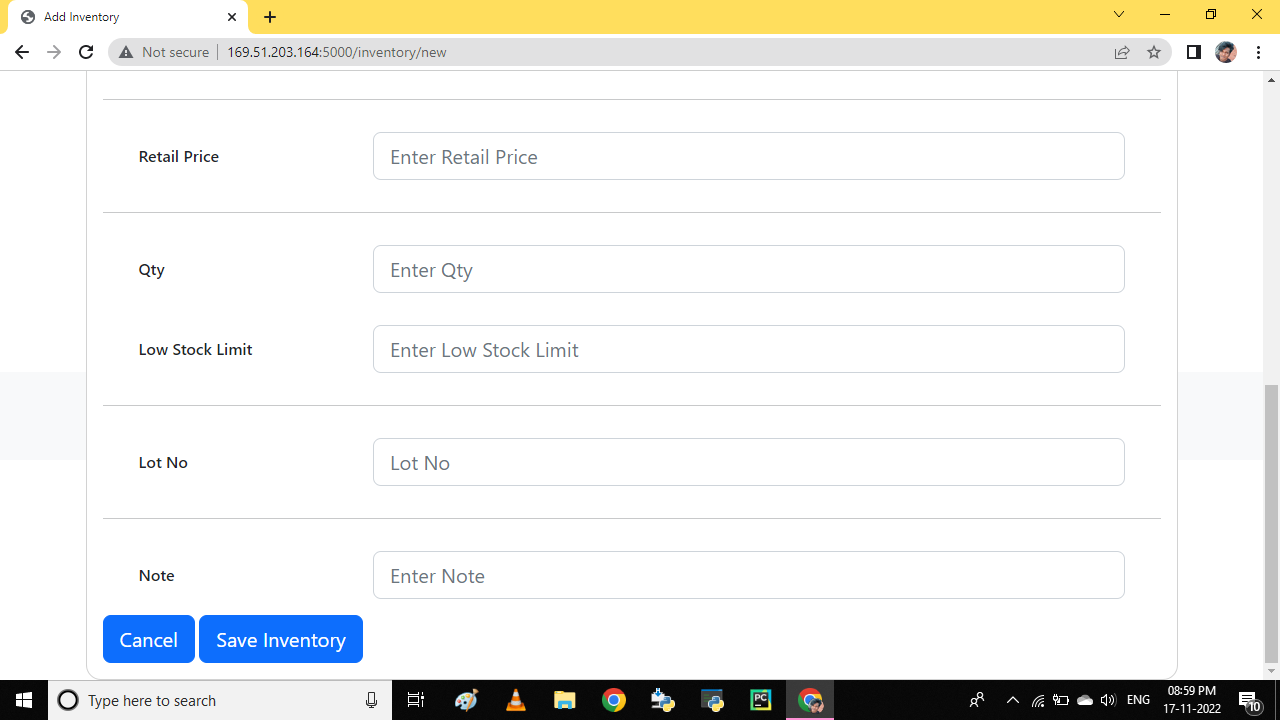 Add Inventory
Not secure 169.51.203.164:5000/inventory/new
Retail Price Enter Retail Price
Qty Enter Qty
Low Stock Limit Enter Low Stock Limit
Lot No Lot No
Note Enter Note
Cancel Save Inventory
Type here to search PC ENG 08:59 PM
17-11-2022 10